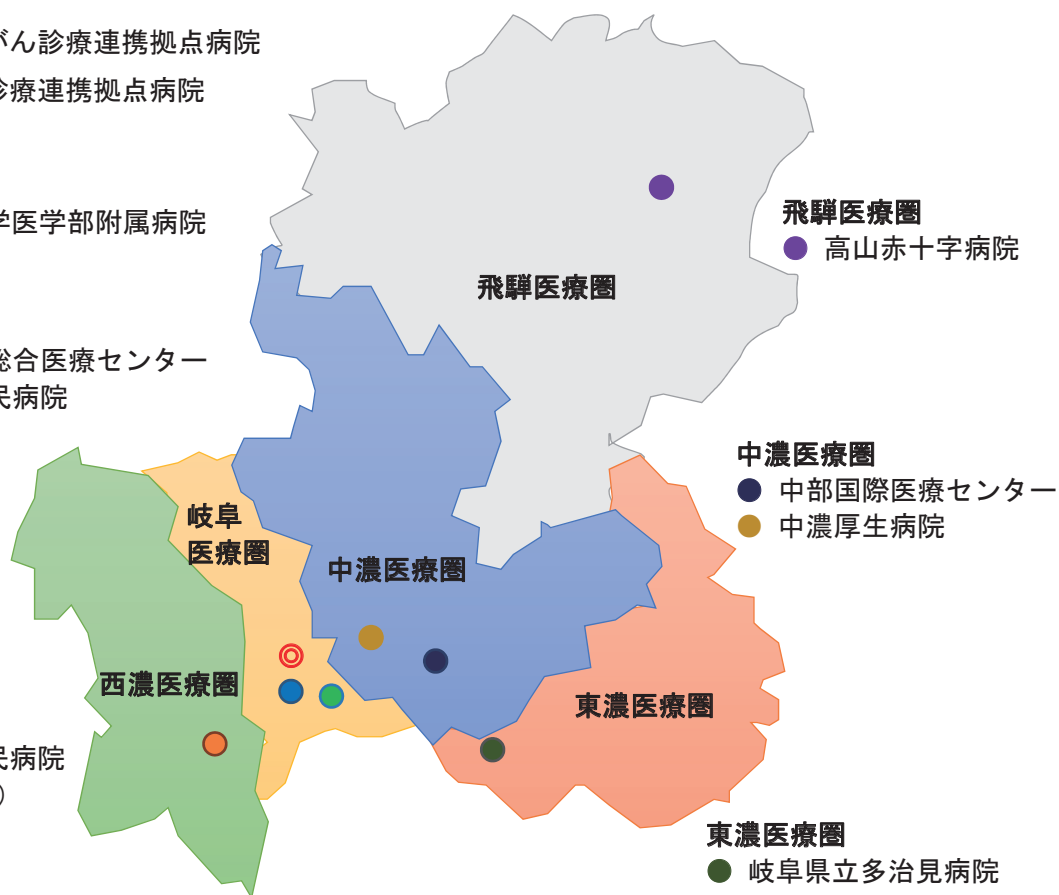 がん診療連携拠点病院
診療連携拠点病院
学医学部附属病院
総合医療センター
民病院
飛騨医療圏
高山赤十字病院
飛騨医療圏
中濃医療圏
中部国際医療センター
中濃厚生病院
岐阜
医療圏
中濃医療圏
西濃医療圏
東濃医療圏
民病院
)
東濃医療圏
岐阜県立多治見病院